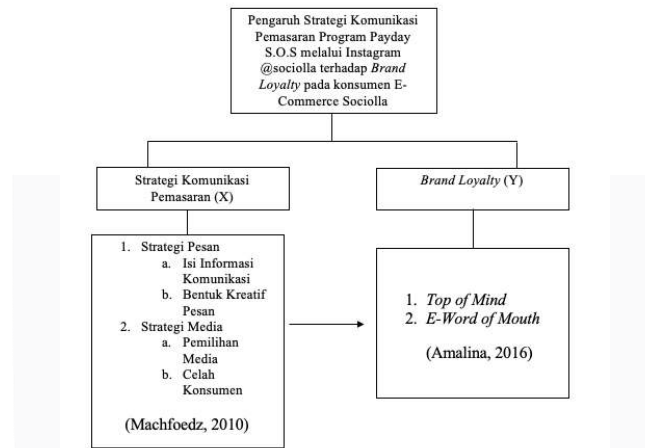 Pengaruh Strategi Komunikasi
Pemasaran Program Payday
S.O.S melalui Instagram
@sociolla terhadap Brand
Loyalty pada konsumen E-
Commerce Sociolla
Strategi Komunikasi
Pemasaran (X)
Brand Loyalty (Y)
1. Strategi Pesan
a. Isi Informasi
Komunikasi
b. Bentuk Kreatif
Pesan
2. Strategi Media
a. Pemilihan
Media
b. Celah
Konsumen
(Machfoedz, 2010)
1. Top of Mind
2. E-Word of Mouth
(Amalina, 2016)